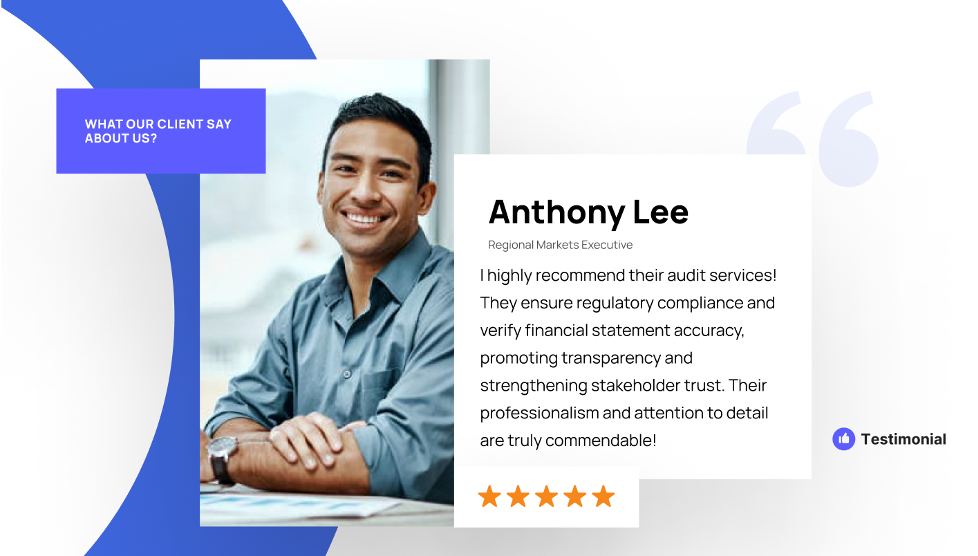 WHAT OUR CLIENT SAY
ABOUT US?
Anthony Lee
Regional Markets Executive
I highly recommend their audit services!
They ensure regulatory compliance and
verify financial statement accuracy,
promoting transparency and
strengthening stakeholder trust. Their
professionalism and attention to detail
are truly commendable!
Testimonial